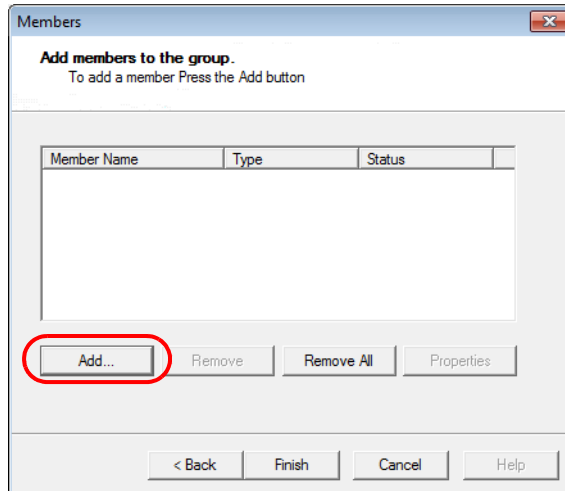 Members
Add members to the group.
To add a member Press the Add button
Member Name Type Status
Add... Remove Remove All Properties
< Back Finish Cancel Help